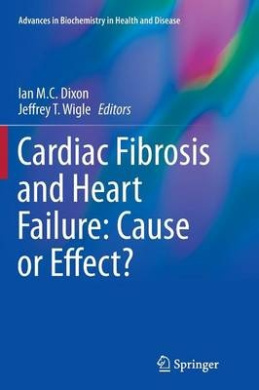 Advances in Biochemistry in Health and Disease
Ian M.C. Dixon
Jeffrey T. Wigle Editors
Cardiac Fibrosis
and Heart
Failure: Cause
or Effect?
Springer